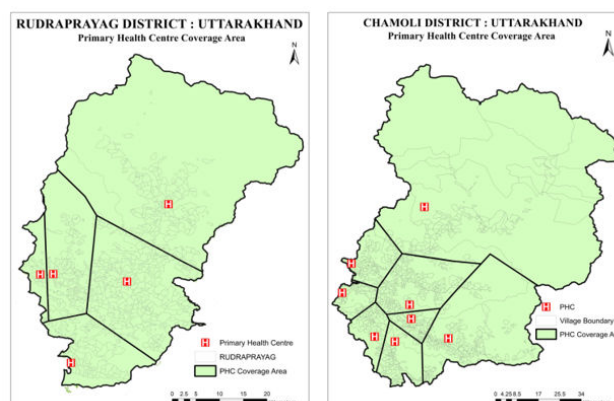 RUDRAPRAYAG DISTRICT : UTTARAKHAND
Primary Health Centre Coverage Area
N
H
H
H
H
H
H Primary Health Centre
RUDRAPRAYAG
PHC Coverage Area
0 2.5 5 10 15 20
CHAMOLI DISTRICT : UTTARAKHAND
Primary Health Centre Coverage Area
N
H
H
H
H
H
H
H
H
H PHC
Village Boundary
PHC Coverage A
0 4.25 8.5 17 25.5 34